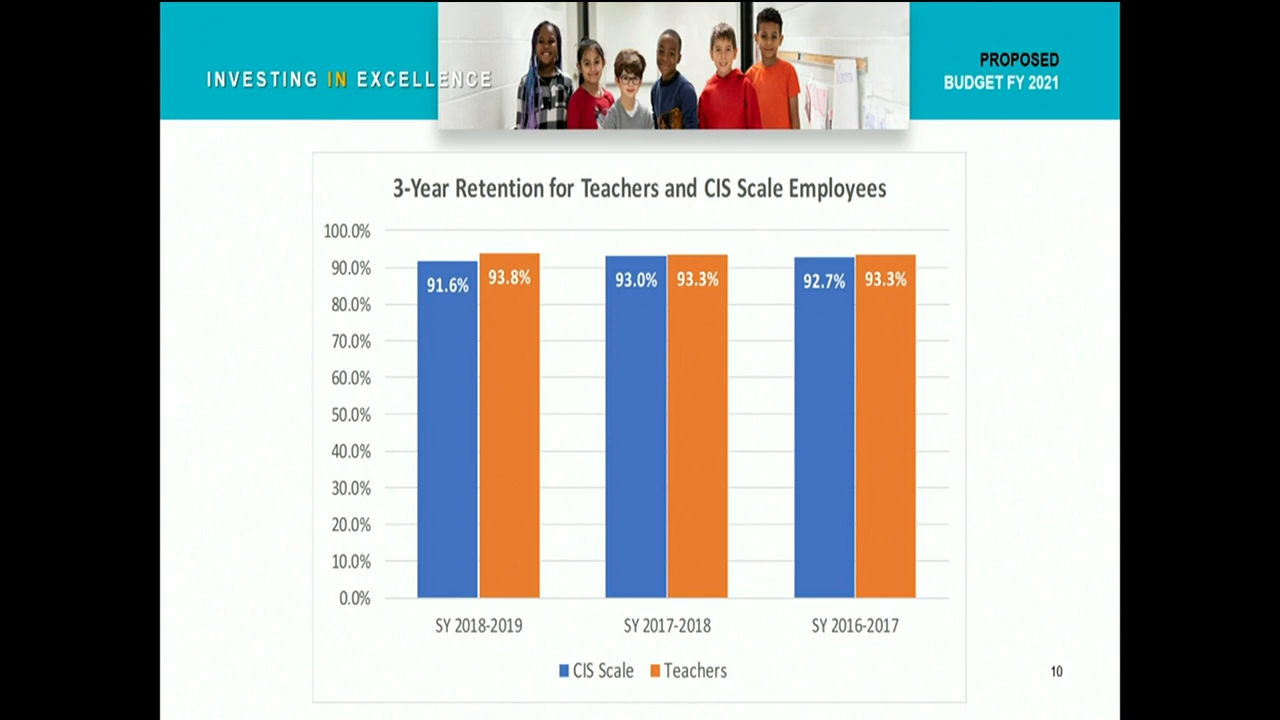 INVESTING IN EXCELLENCE
PROPOSED
BUDGET FY 2021
3-Year Retention for Teachers and CIS Scale Employees
100.0%
90.0%
80.0%
70.0%
60.0%
50.0%
40.0%
30.0%
20.0%
10.0%
0.0%
91.6% 93.8% 93.0% 93.3% 92.7% 93.3%
SY 2018-2019 SY 2017-2018 SY 2016-2017
CIS Scale Teachers
10